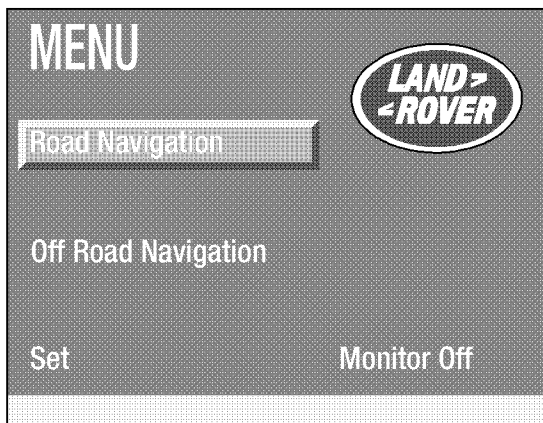 MENU
LAND >
< ROVER
Road Navigation
Off Road Navigation
Set
Monitor Off